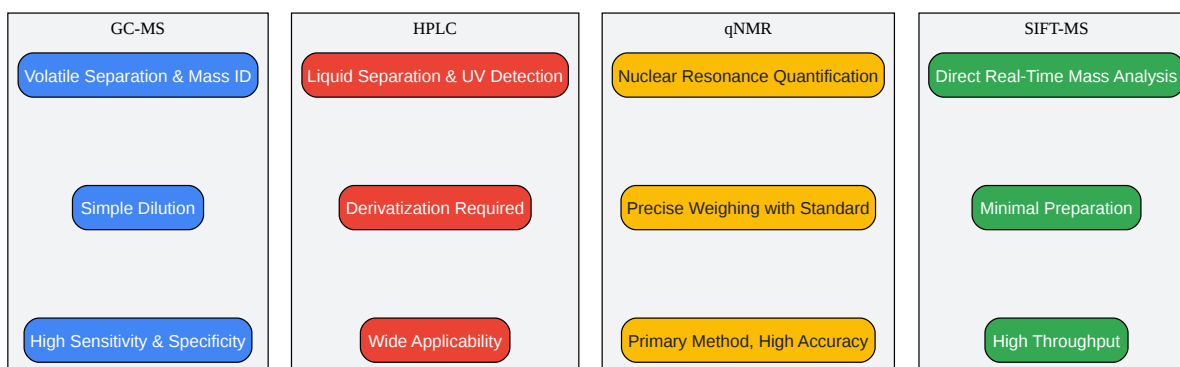 GC-MS
Volatile Separation & Mass ID
Simple Dilution
High Sensitivity & Specificity
HPLC
Liquid Separation & UV Detection
Derivatization Required
Wide Applicability
qNMR
Nuclear Resonance Quantification
Precise Weighing with Standard
Primary Method, High Accuracy
SIFT-MS
Direct Real-Time Mass Analysis
Minimal Preparation
High Throughput